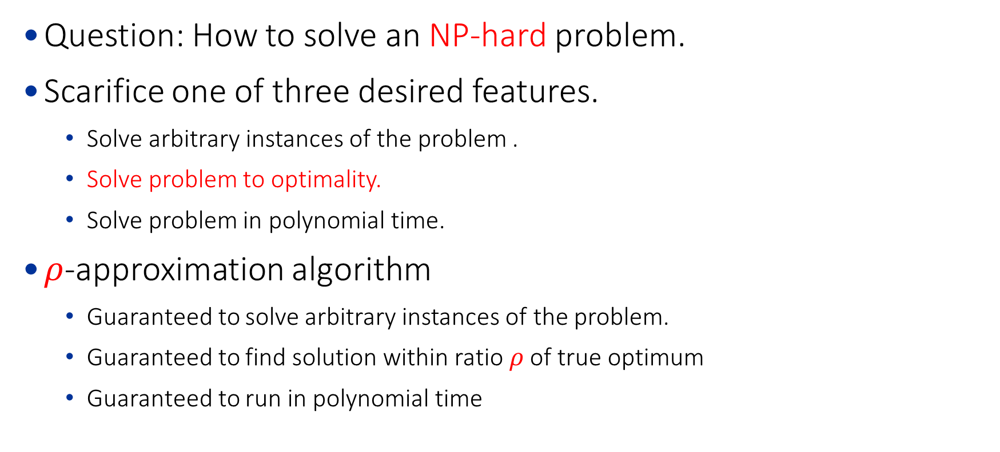 • Question: How to solve an NP-hard problem.
• Scarifice one of three desired features.
• Solve arbitrary instances of the problem .
• Solve problem to optimality.
• Solve problem in polynomial time.
• ρ-approximation algorithm
• Guaranteed to solve arbitrary instances of the problem.
• Guaranteed to find solution within ratio ρ of true optimum
• Guaranteed to run in polynomial time